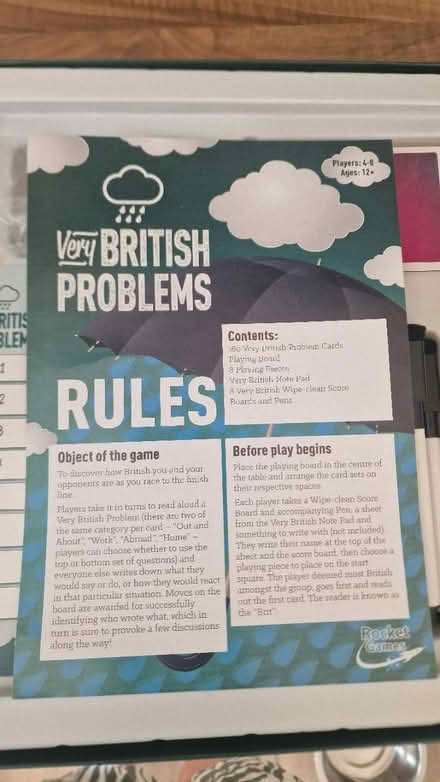 Players: 4-8
Ages: 12+
Very BRITISH
PROBLEMS
Contents:
160 Very British Problem Cards
Playing Board
8 Playing Pieces
Very British Note Pad
8 Very British Wipe-clean Score
Boards and Pens
RULES
Object of the game
To discover how British you and your
opponents are as you race to the finish
line.
Players take it in turns to read aloud a
Very British Problem (there are two of
the same category per card – "Out and
About", "Work", "Abroad", "Home" –
players can choose whether to use the
top or bottom set of questions) and
everyone else writes down what they
would say or do, or how they would react
in that particular situation. Moves on the
board are awarded for successfully
identifying who wrote what, which in
turn is sure to provoke a few discussions
along the way!
Before play begins
Place the playing board in the centre of
the table and arrange the card sets on
their respective spaces.
Each player takes a Wipe-clean Score
Board and accompanying Pen, a sheet
from the Very British Note Pad and
something to write with (not included).
They write their name at the top of the
sheet and the score board, then choose a
playing piece to place on the start
square. The player deemed most British
amongst the group, goes first and reads
out the first card. The reader is known as
the "Brit".
Rocket
Games
RITIS
BLEM
1
2
3